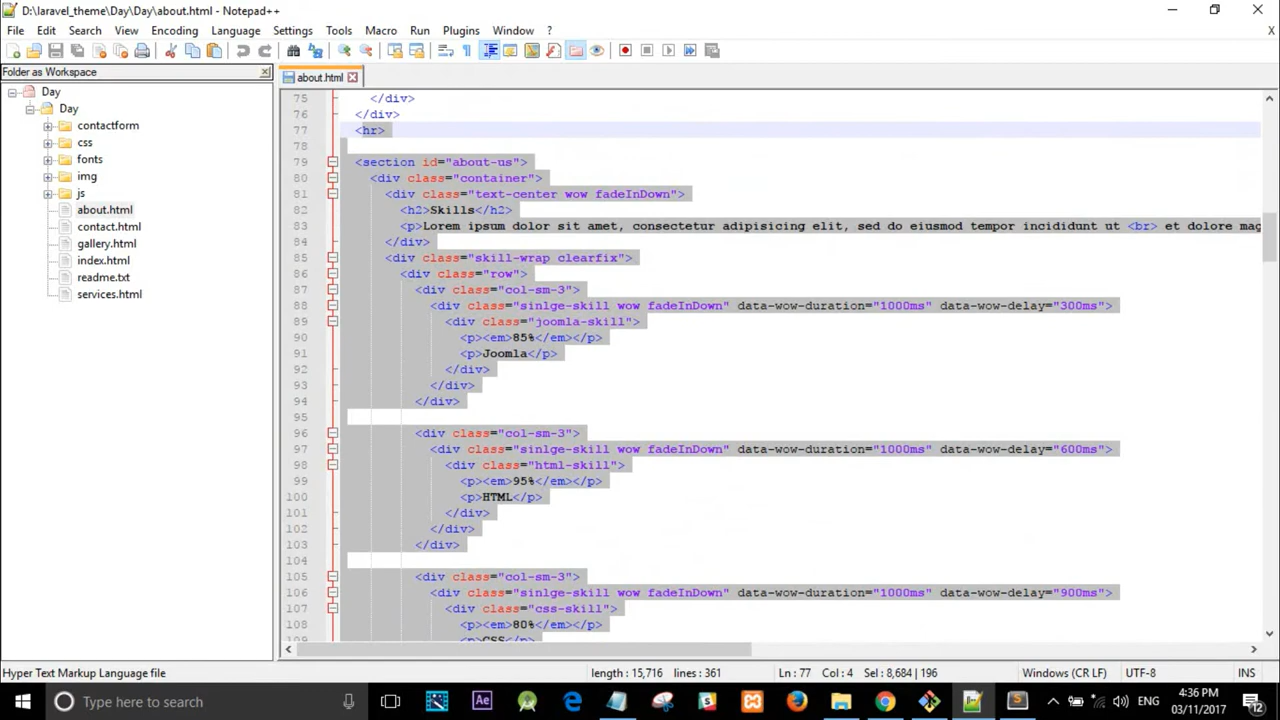 D:\laravel_theme\Day\Day\about.html - Notepad++
File Edit Search View Encoding Language Settings Tools Macro Run Plugins Window ? X
Folder as Workspace
about.html
Day
Day
contactform
css
fonts
img
js
about.html
contact.html
gallery.html
index.html
readme.txt
services.html
75 </div>
76 </div>
77 <hr>
78
79 <section id="about-us">
80 <div class="container">
81 <div class="text-center wow fadeInDown">
82 <h2>Skills</h2>
83 <p>Lorem ipsum dolor sit amet, consectetur adipisicing elit, sed do eiusmod tempor incididunt ut <br> et dolore mag
84 </div>
85 <div class="skill-wrap clearfix">
86 <div class="row">
87 <div class="col-sm-3">
88 <div class="sinlge-skill wow fadeInDown" data-wow-duration="1000ms" data-wow-delay="300ms">
89 <div class="joomla-skill">
90 <p><em>85%</em></p>
91 <p>Joomla</p>
92 </div>
93 </div>
94 </div>
95
96 <div class="col-sm-3">
97 <div class="sinlge-skill wow fadeInDown" data-wow-duration="1000ms" data-wow-delay="600ms">
98 <div class="html-skill">
99 <p><em>95%</em></p>
100 <p>HTML</p>
101 </div>
102 </div>
103 </div>
104
105 <div class="col-sm-3">
106 <div class="sinlge-skill wow fadeInDown" data-wow-duration="1000ms" data-wow-delay="900ms">
107 <div class="css-skill">
108 <p><em>80%</em></p>
109 <p>CSS</p>
Hyper Text Markup Language file length : 15,716 lines : 361 Ln : 77 Col : 4 Sel : 8,684 | 196 Windows (CR LF) UTF-8 INS
Type here to search
Ae
ENG
4:36 PM
03/11/2017
12